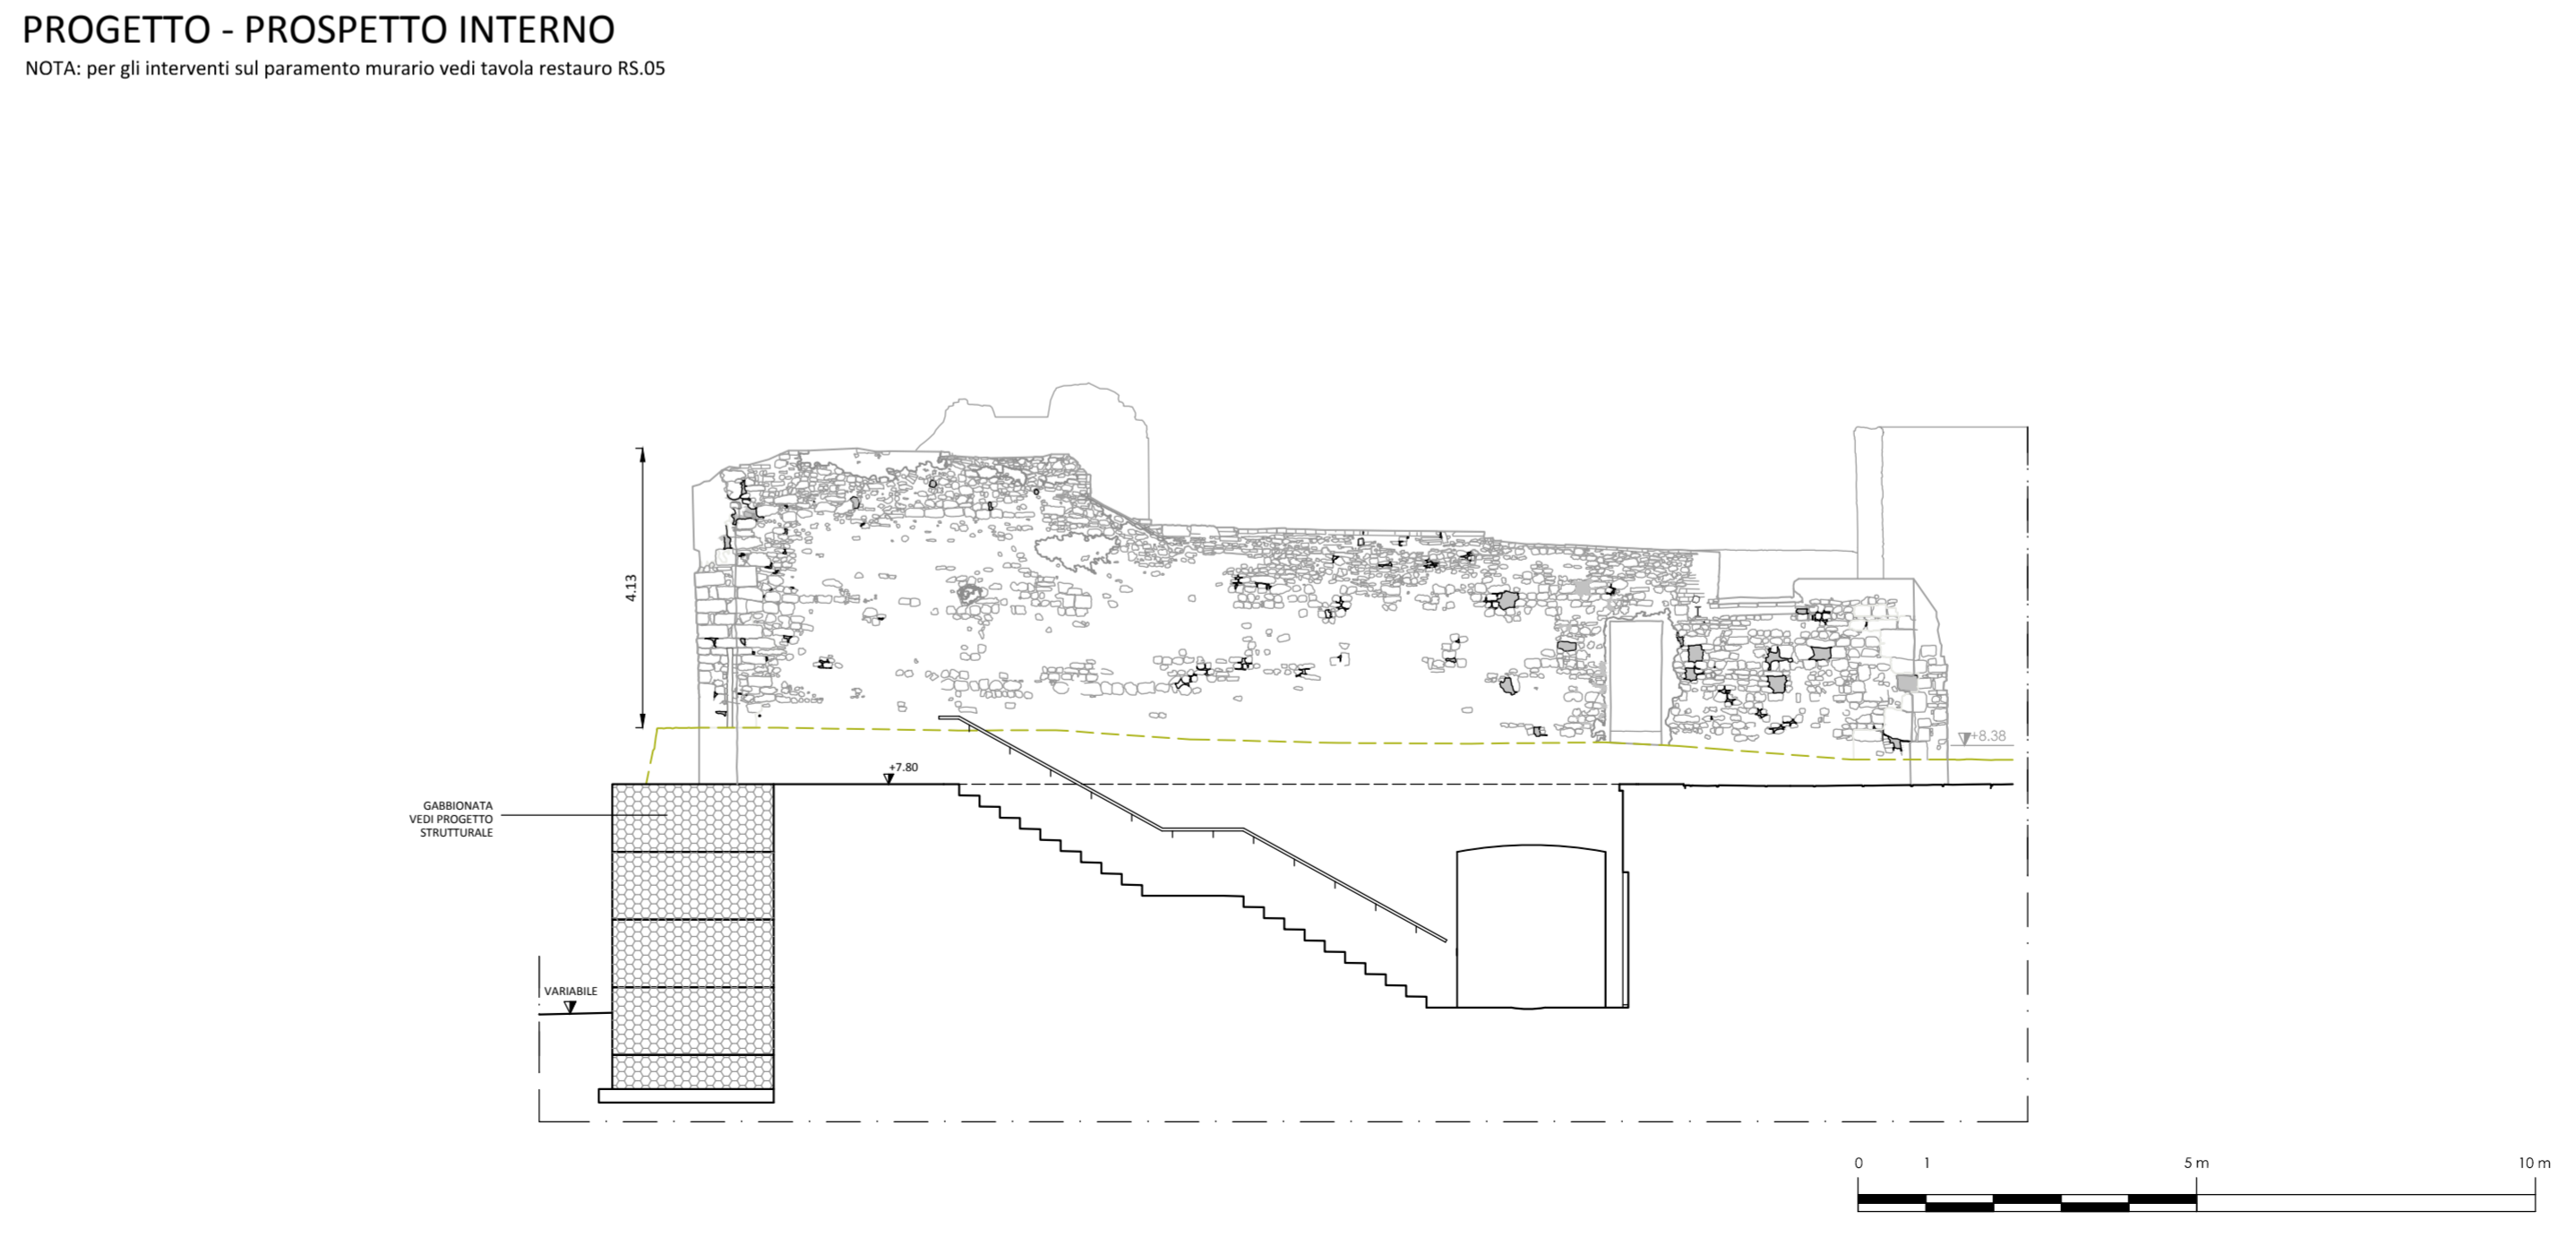 PROGETTO - PROSPETTO INTERNO
NOTA: per gli interventi sul paramento murario vedi tavola restauro RS.05
4.13
+8.38
+7.80
GABBIONATA
VEDI PROGETTO
STRUTTURALE
VARIABILE
0 1 5 m 10 m